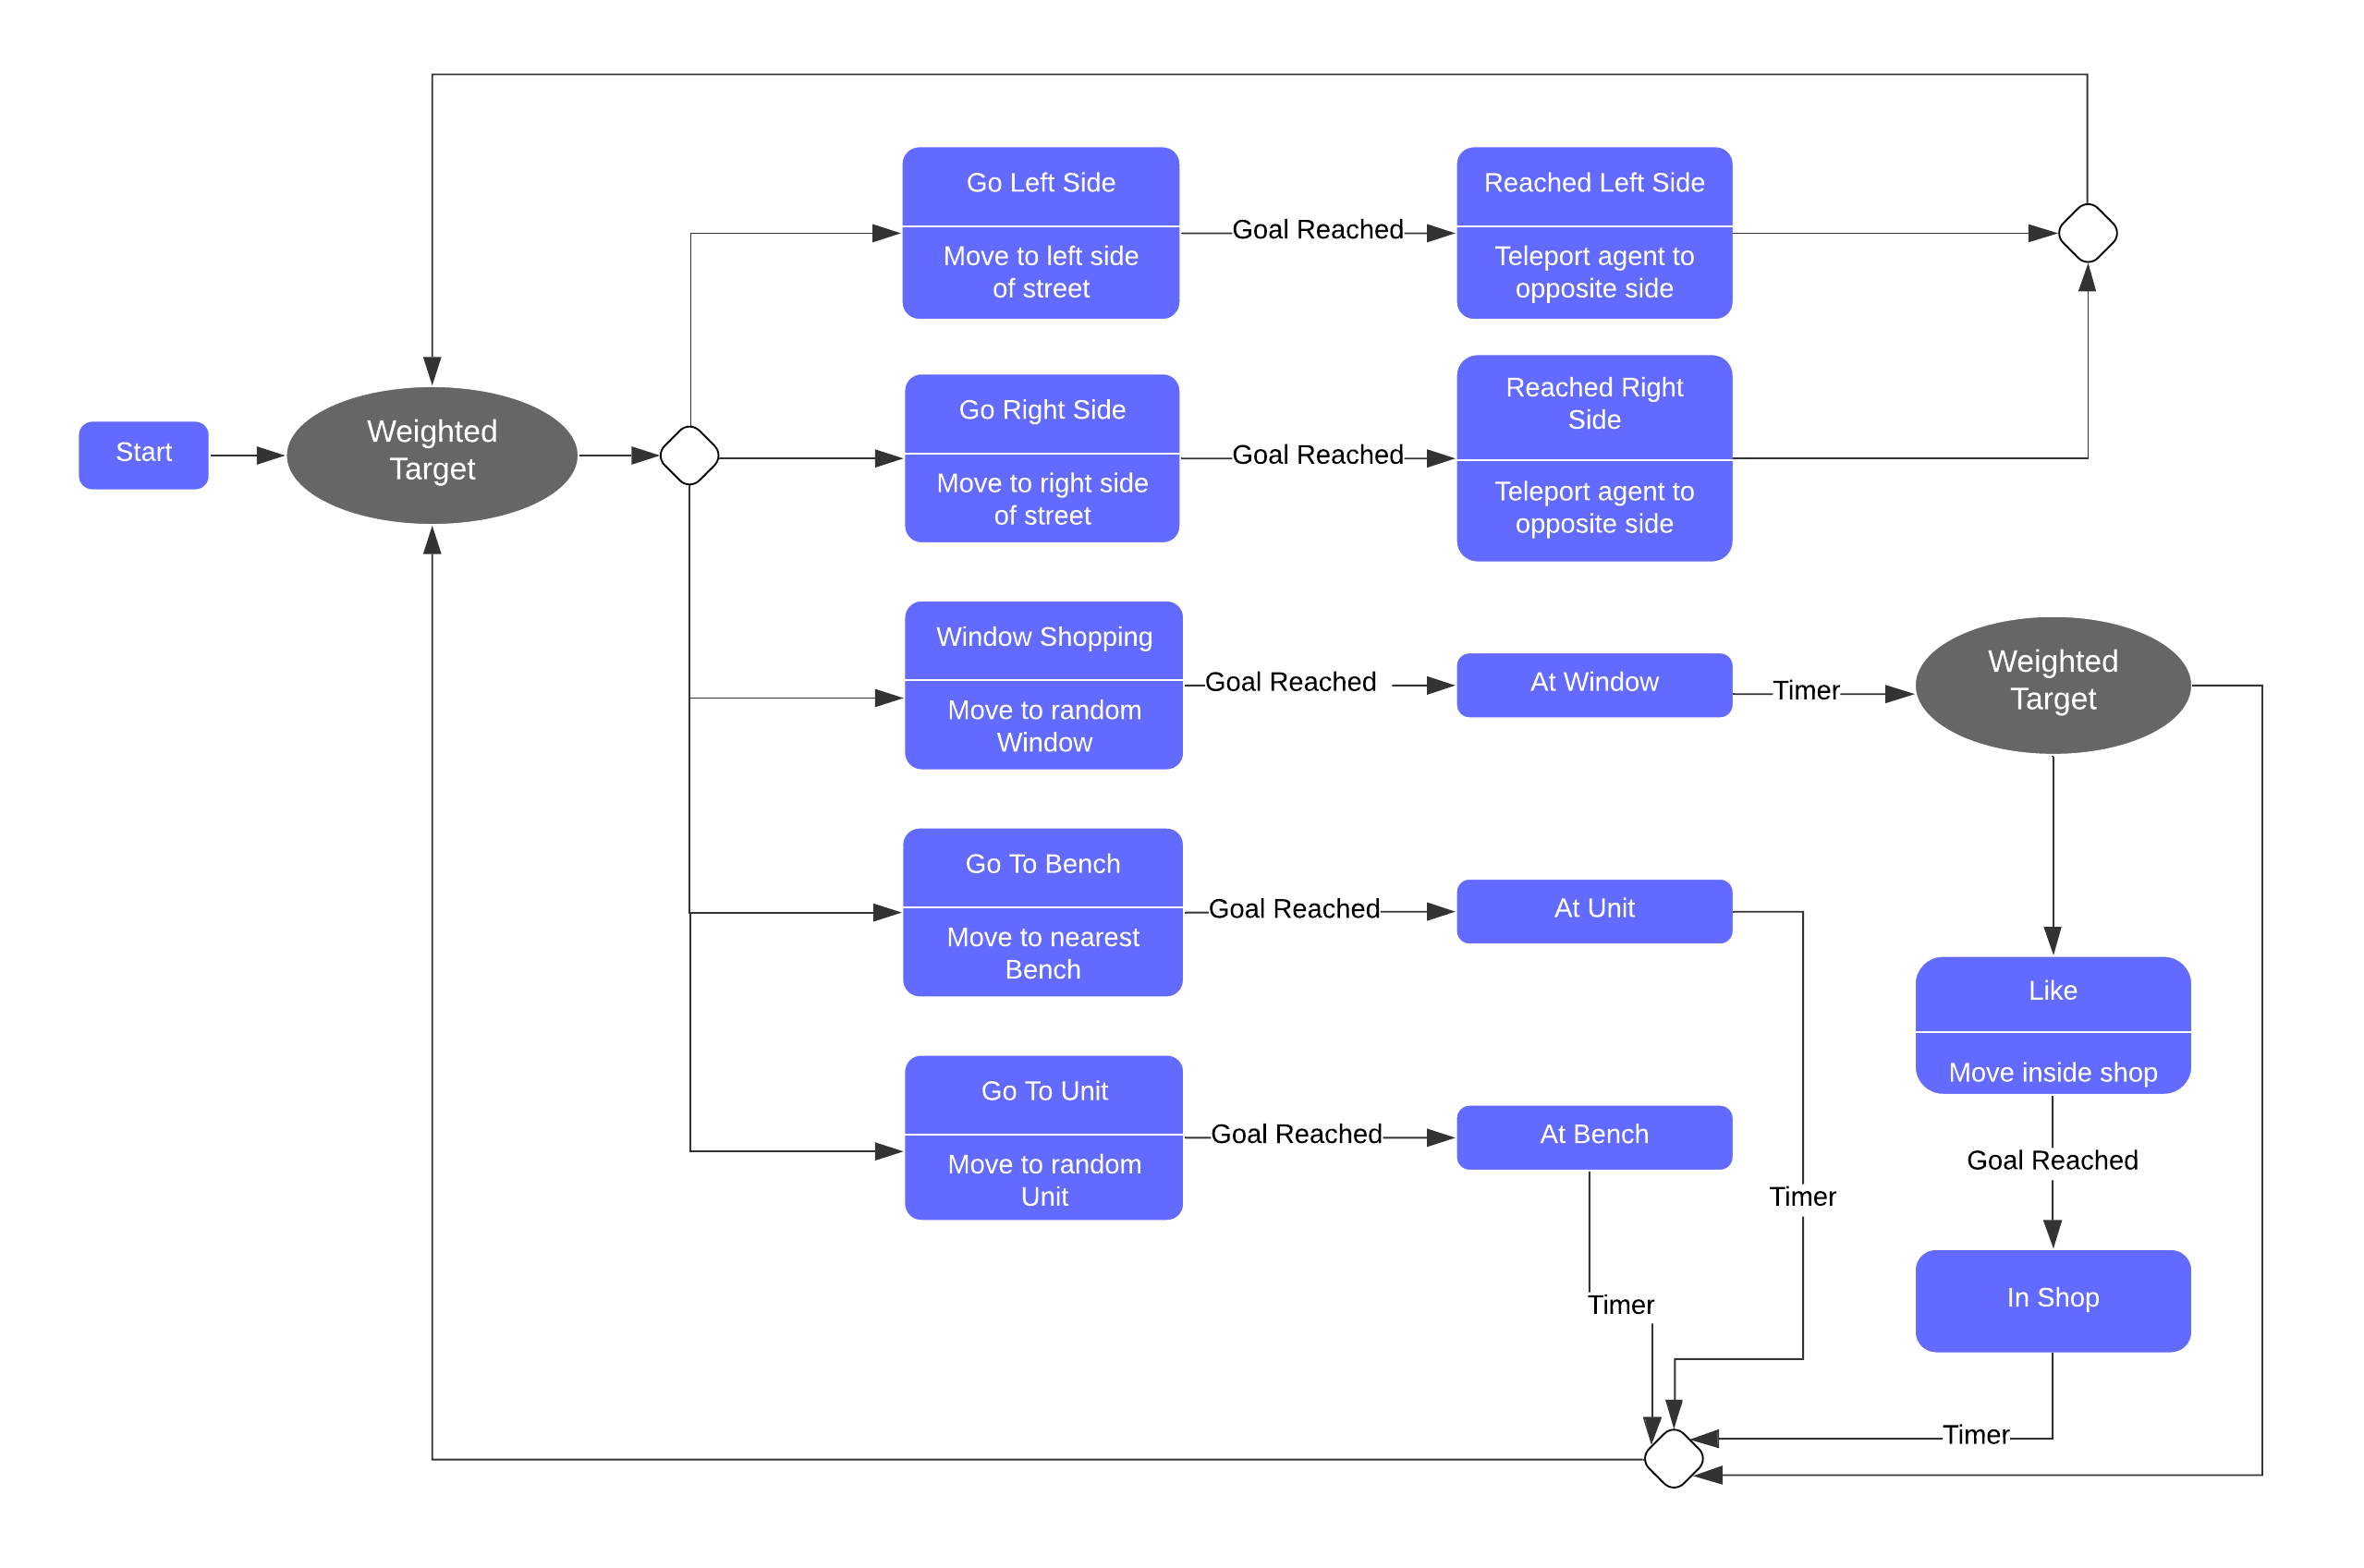 Go Left Side
Move to left side
of street
Goal Reached
Reached Left Side
Teleport agent to
opposite side
Start
Weighted
Target
Go Right Side
Move to right side
of street
Goal Reached
Reached Right
Side
Teleport agent to
opposite side
Window Shopping
Move to random
Window
Goal Reached
At Window
Timer
Weighted
Target
Go To Bench
Move to nearest
Bench
Goal Reached
At Unit
Timer
Like
Move inside shop
Goal Reached
In Shop
Timer
Go To Unit
Move to random
Unit
Goal Reached
At Bench
Timer